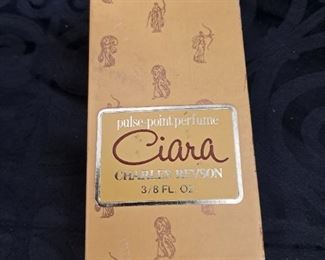 pulse-point perfume
Ciara
CHARLES REVSON
3/8 FL. OZ